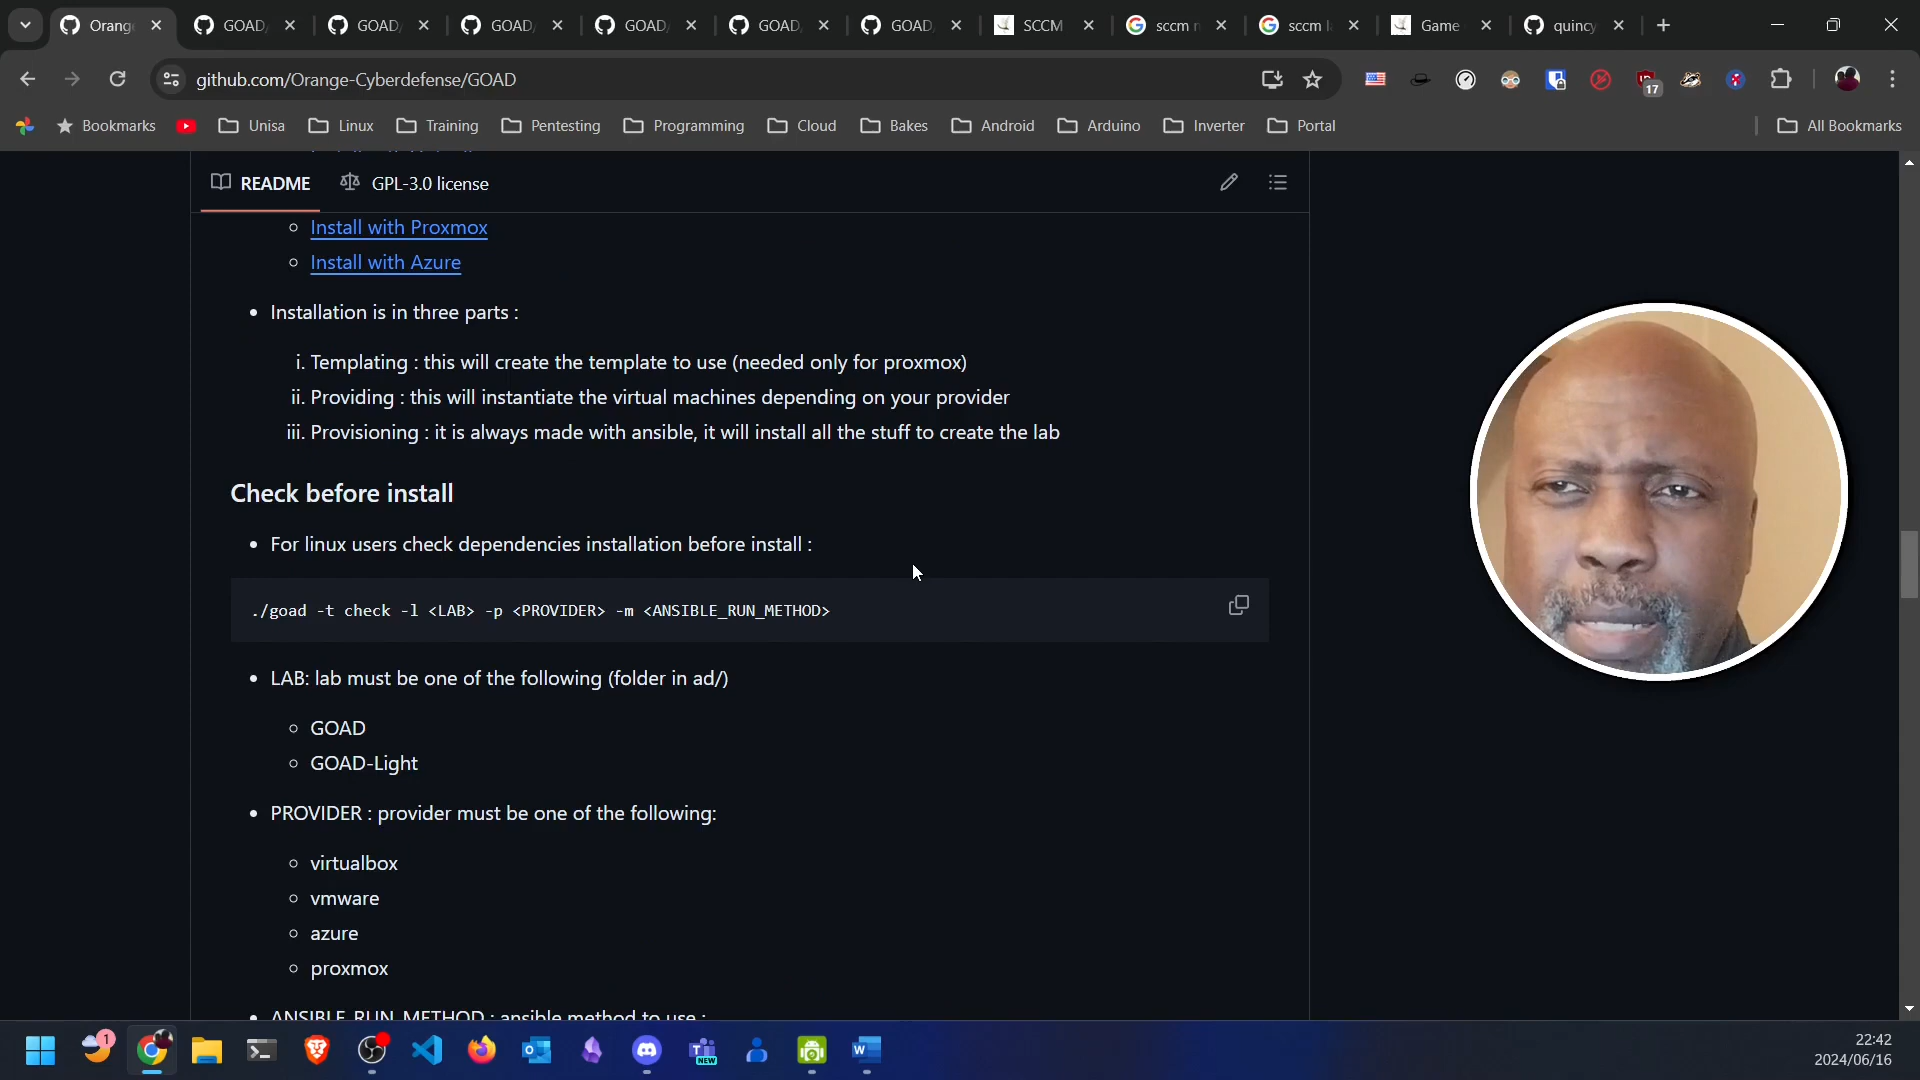 Orang
GOAD/
GOAD/
GOAD/
GOAD/
GOAD,
GOAD,
SCCM
sccm n
sccm l
Game
quincy
github.com/Orange-Cyberdefense/GOAD
17
Bookmarks
Unisa
Linux
Training
Pentesting
Programming
Cloud
Bakes
Android
Arduino
Inverter
Portal
All Bookmarks
README
GPL-3.0 license
Install with Proxmox
Install with Azure
Installation is in three parts :
i. Templating : this will create the template to use (needed only for proxmox)
ii. Providing : this will instantiate the virtual machines depending on your provider
iii. Provisioning : it is always made with ansible, it will install all the stuff to create the lab
Check before install
For linux users check dependencies installation before install :
./goad -t check -l <LAB> -p <PROVIDER> -m <ANSIBLE_RUN_METHOD>
LAB: lab must be one of the following (folder in ad/)
GOAD
GOAD-Light
PROVIDER : provider must be one of the following:
virtualbox
vmware
azure
proxmox
ANSIBLE_RUN_METHOD : ansible method to use :
1
NEW
22:42
2024/06/16